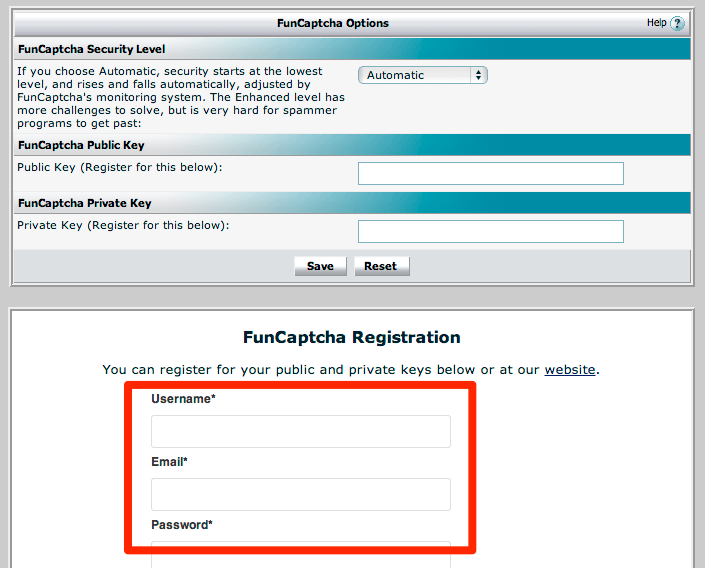 FunCaptcha Options
Help ?
FunCaptcha Security Level
If you choose Automatic, security starts at the lowest
level, and rises and falls automatically, adjusted by
FunCaptcha's monitoring system. The Enhanced level has
more challenges to solve, but is very hard for spammer
programs to get past:
Automatic
FunCaptcha Public Key
Public Key (Register for this below):
FunCaptcha Private Key
Private Key (Register for this below):
Save Reset
FunCaptcha Registration
You can register for your public and private keys below or at our website.
Username*
Email*
Password*